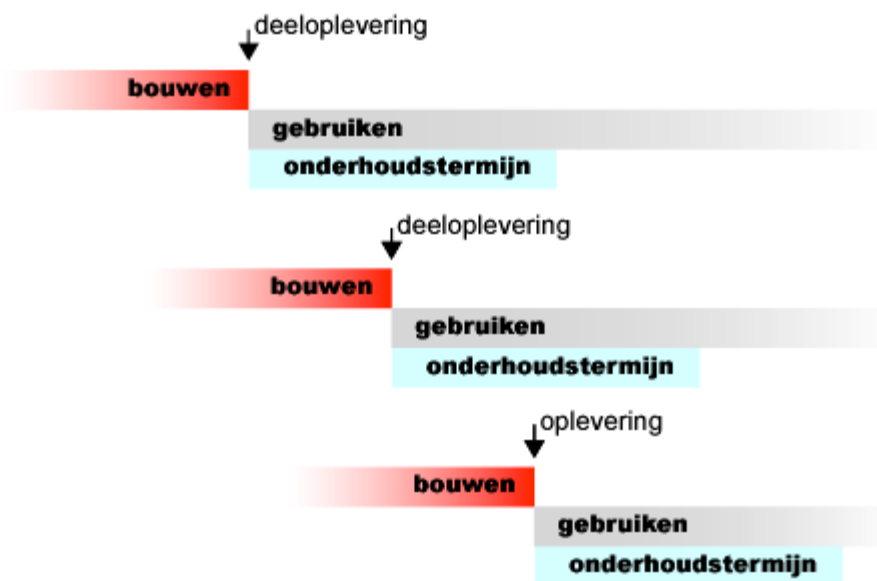 deeloplevering
bouwen
gebruiken
onderhoudstermijn
deeloplevering
bouwen
gebruiken
onderhoudstermijn
oplevering
bouwen
gebruiken
onderhoudstermijn